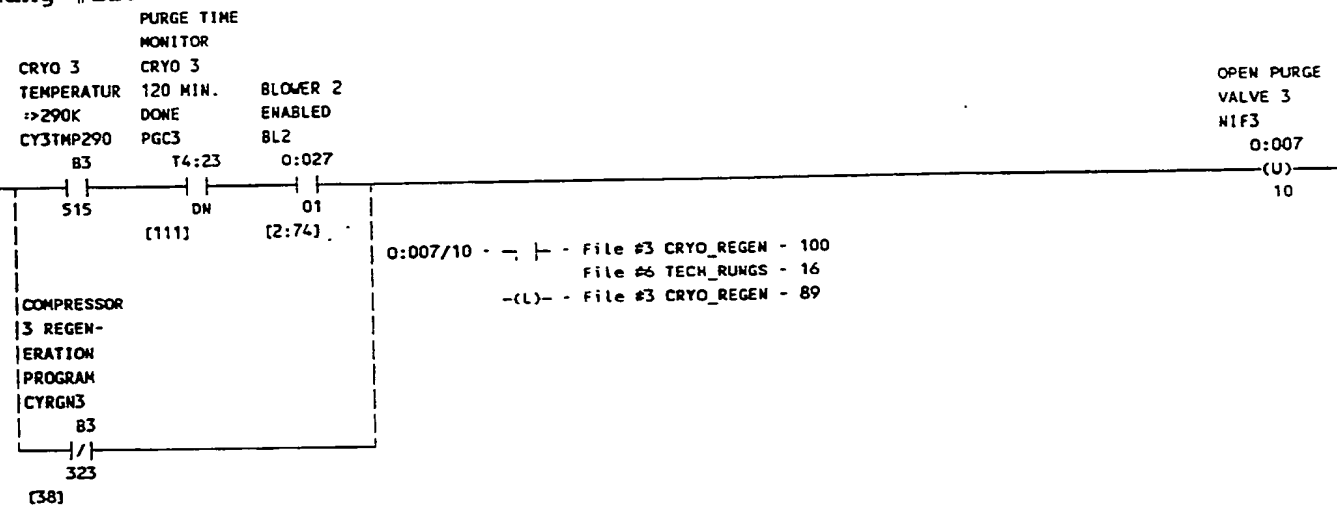 PURGE TIME
MONITOR
CRYO 3 CRYO 3 OPEN PURGE
TEMPERATUR 120 MIN. BLOWER 2 VALVE 3
=>290K DONE ENABLED NIF3
CY3TMP290 PGC3 BL2 O:007
B3 T4:23 O:027
-(U)-
515 DN 01 10
[111] [2:74]
O:007/10 - -] [- - File #3 CRYO_REGEN - 100
File #6 TECH_RUNGS - 16
-(L)- - File #3 CRYO_REGEN - 89
COMPRESSOR
3 REGEN-
ERATION
PROGRAM
CYRGN3
B3
323
[38]